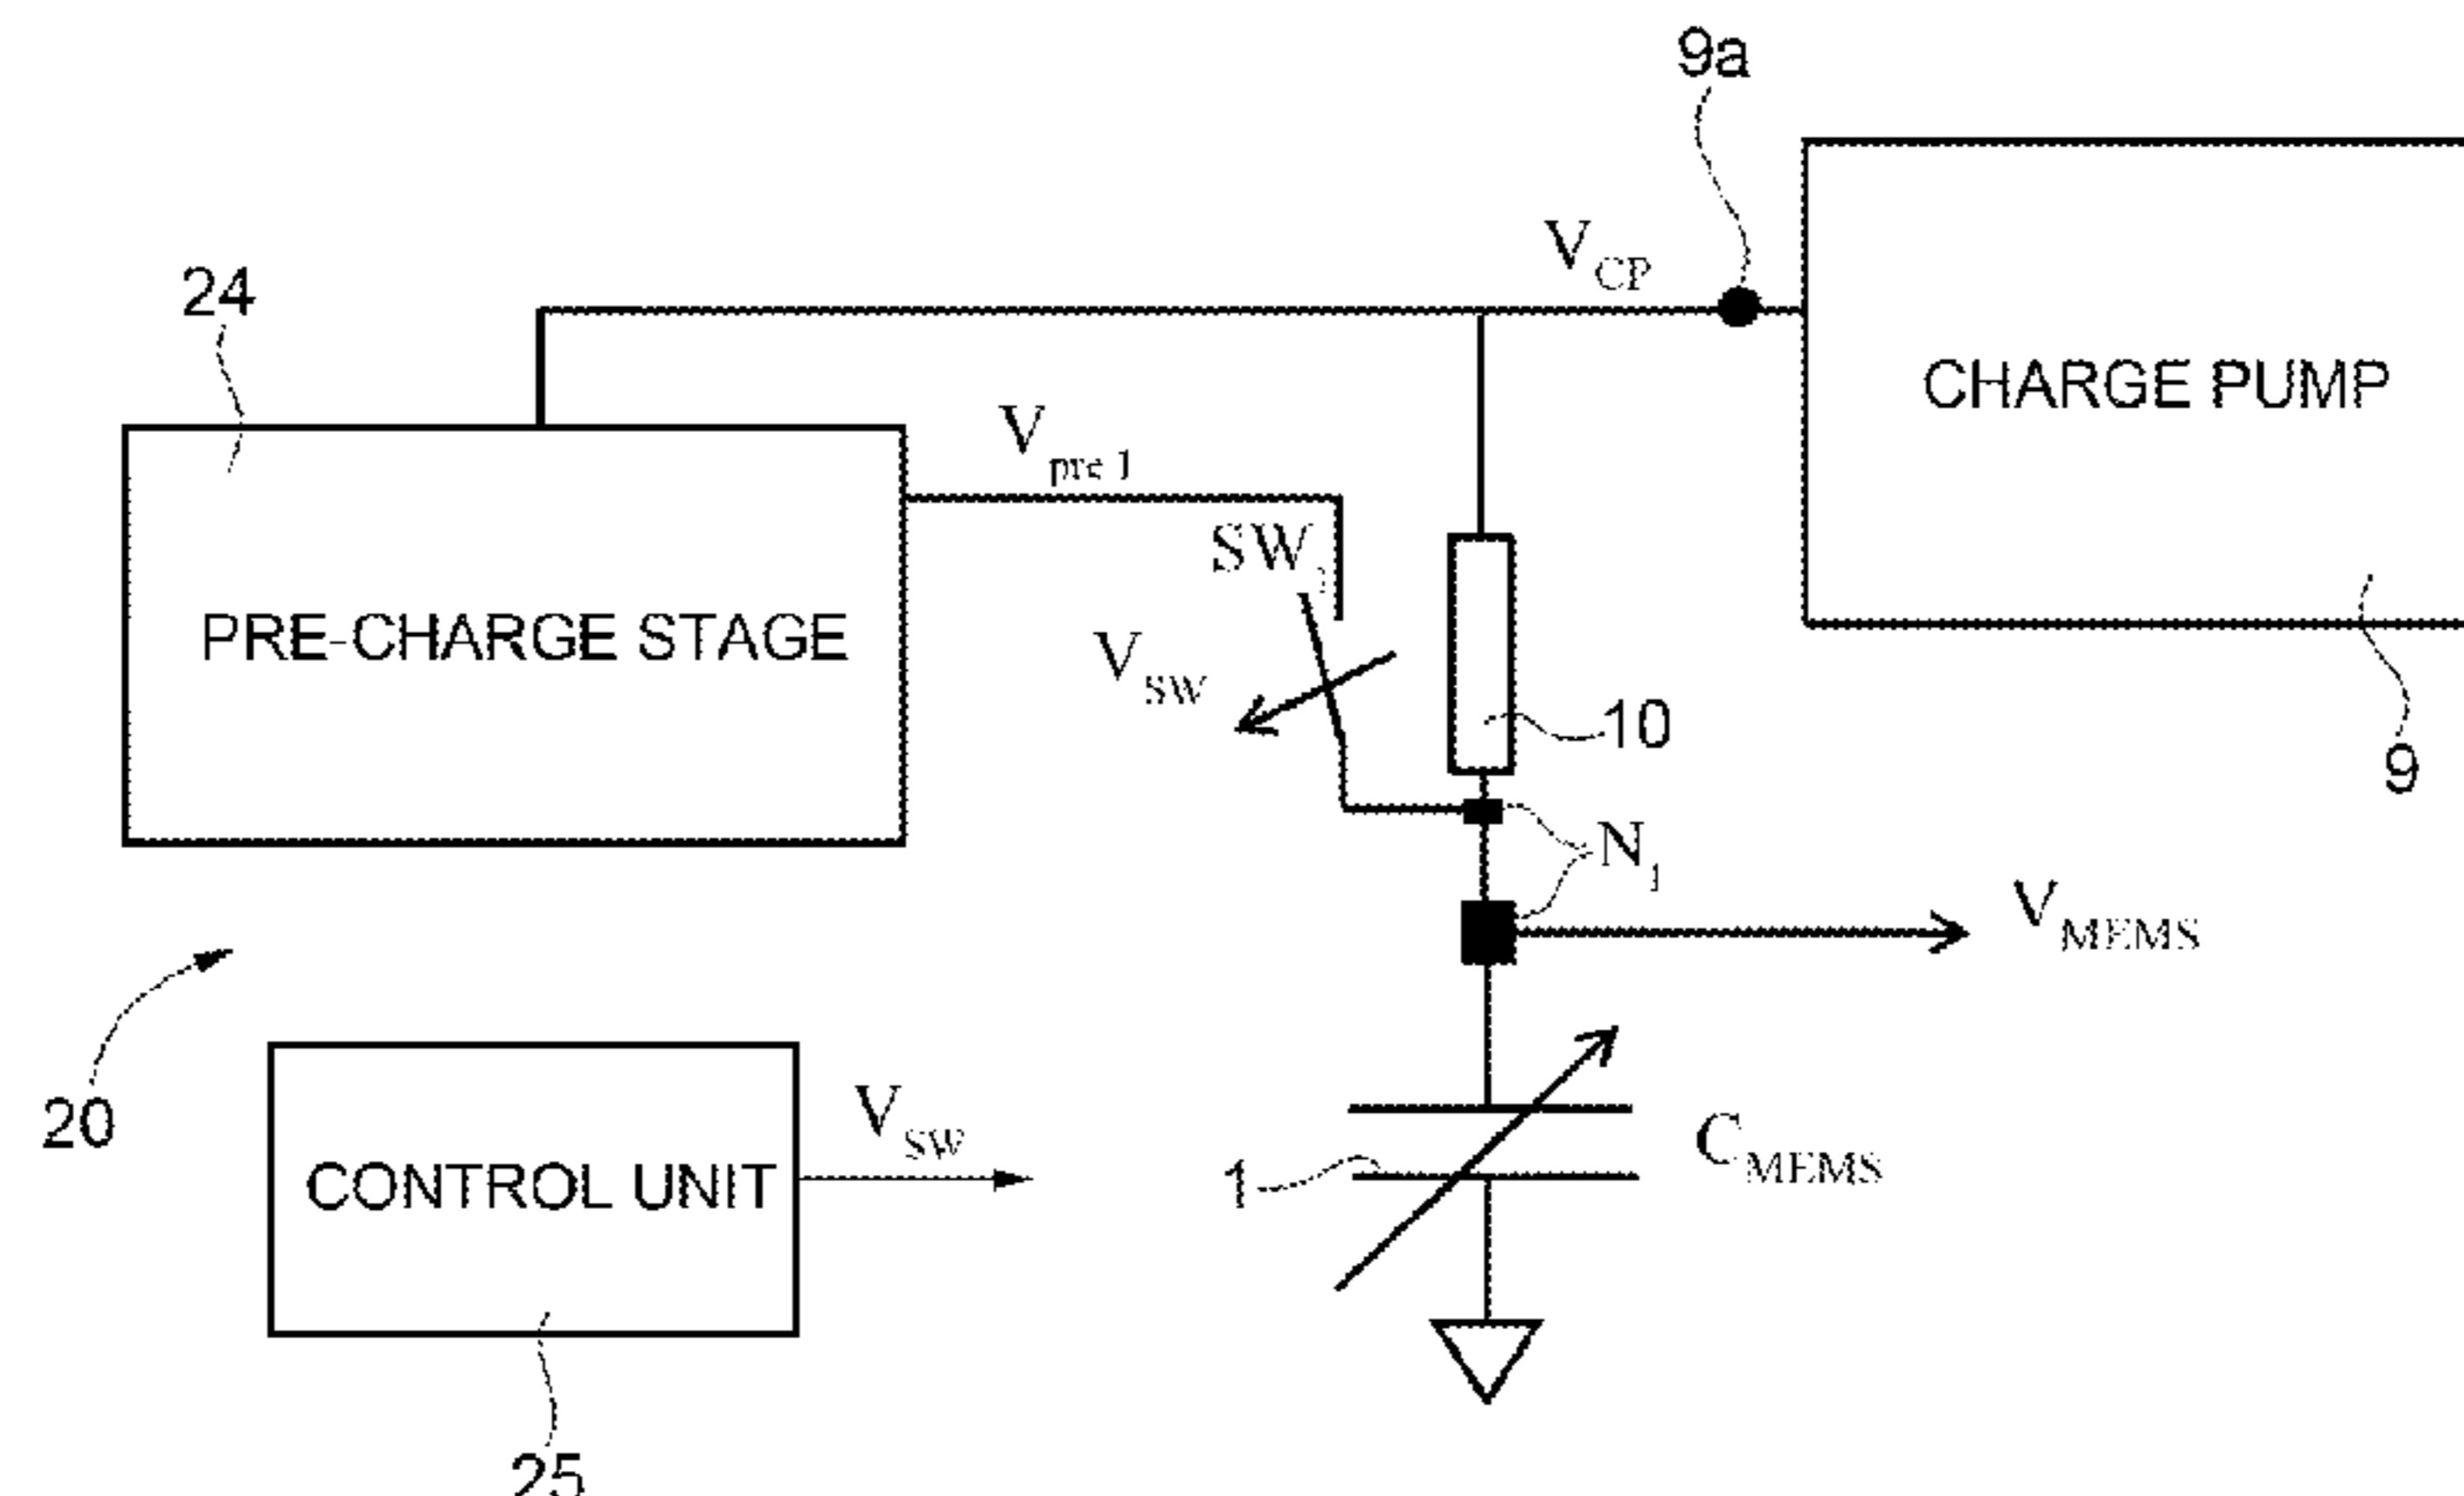 9a
V_CP
24
CHARGE PUMP
V_pre 1
SW_1
PRE-CHARGE STAGE
V_SW
10
9
N_1
V_MEMS
20
V_SW
CONTROL UNIT
1
C_MEMS
25